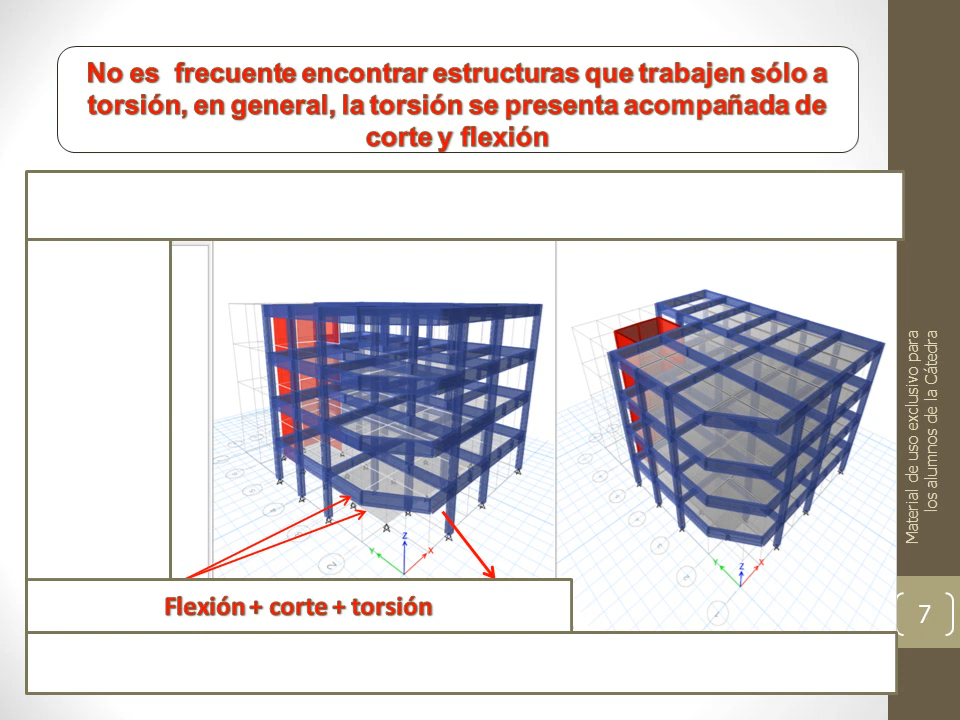 No es  frecuente encontrar estructuras que trabajen sólo a
torsión, en general, la torsión se presenta acompañada de
corte y flexión
Z
Y
X
Z
Y
X
Flexión + corte + torsión
Material de uso exclusivo para
los alumnos de la Cátedra
7